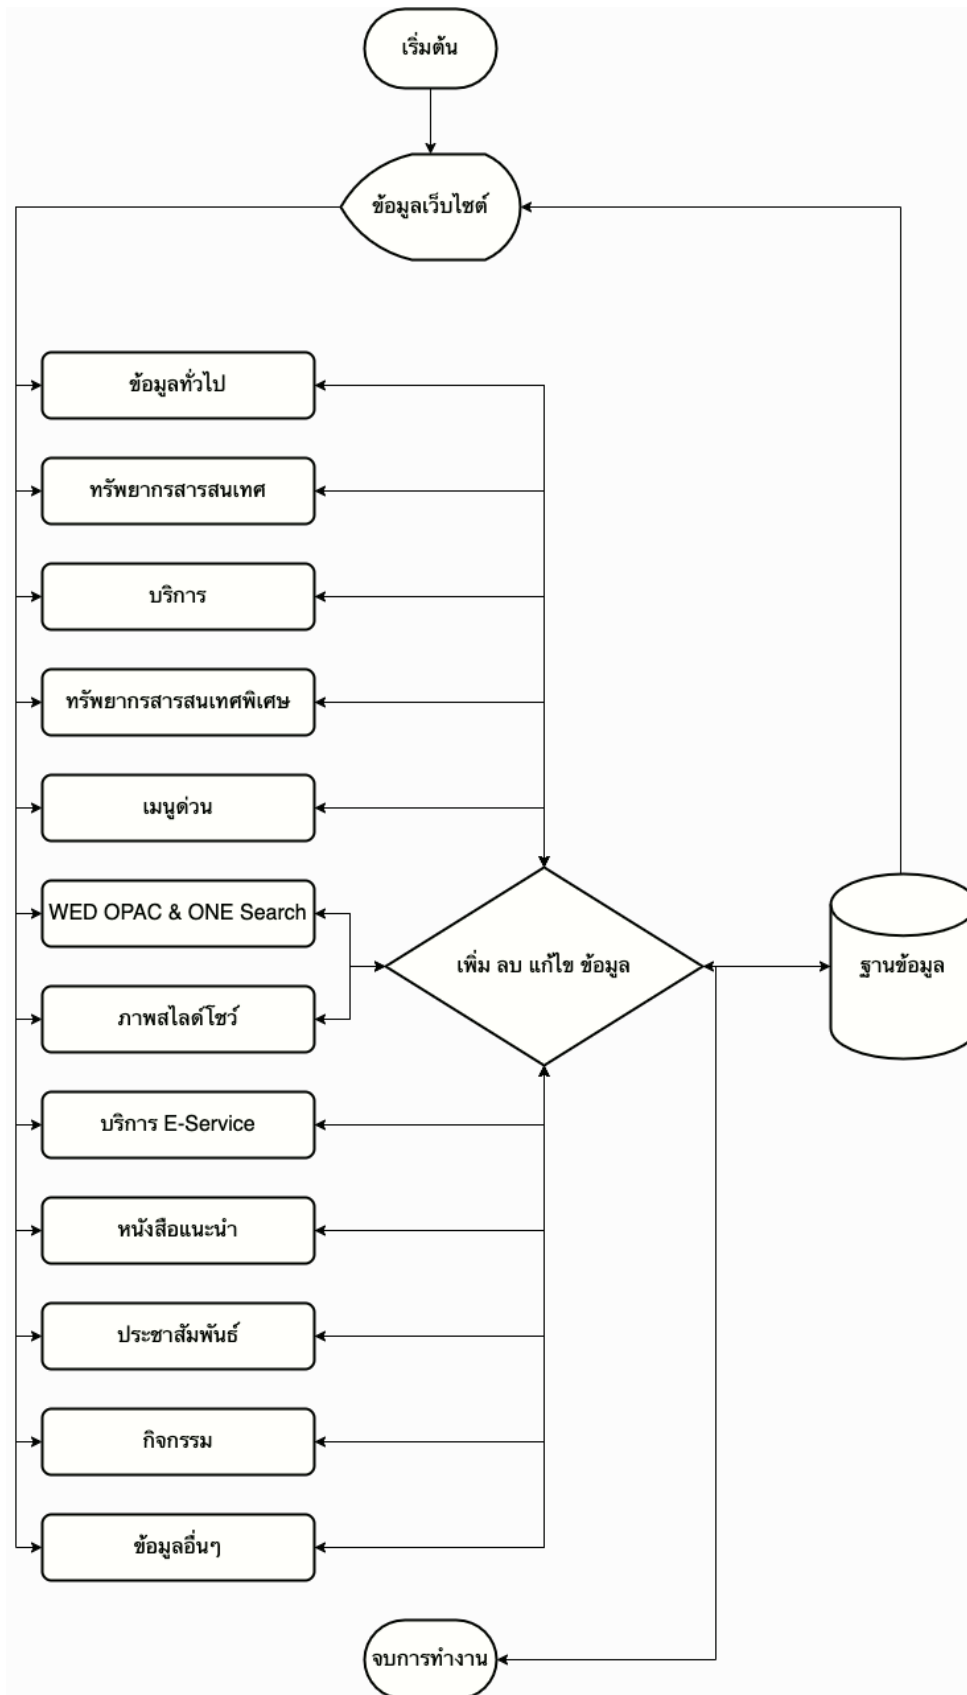 เริ่มต้น
ข้อมูลเว็บไซต์
ข้อมูลทั่วไป
ทรัพยากรสารสนเทศ
บริการ
ทรัพยากรสารสนเทศพิเศษ
เมนูด่วน
WED OPAC & ONE Search
เพิ่ม ลบ แก้ไข ข้อมูล
ฐานข้อมูล
ภาพสไลด์โชว์
บริการ E-Service
หนังสือแนะนำ
ประชาสัมพันธ์
กิจกรรม
ข้อมูลอื่นๆ
จบการทำงาน